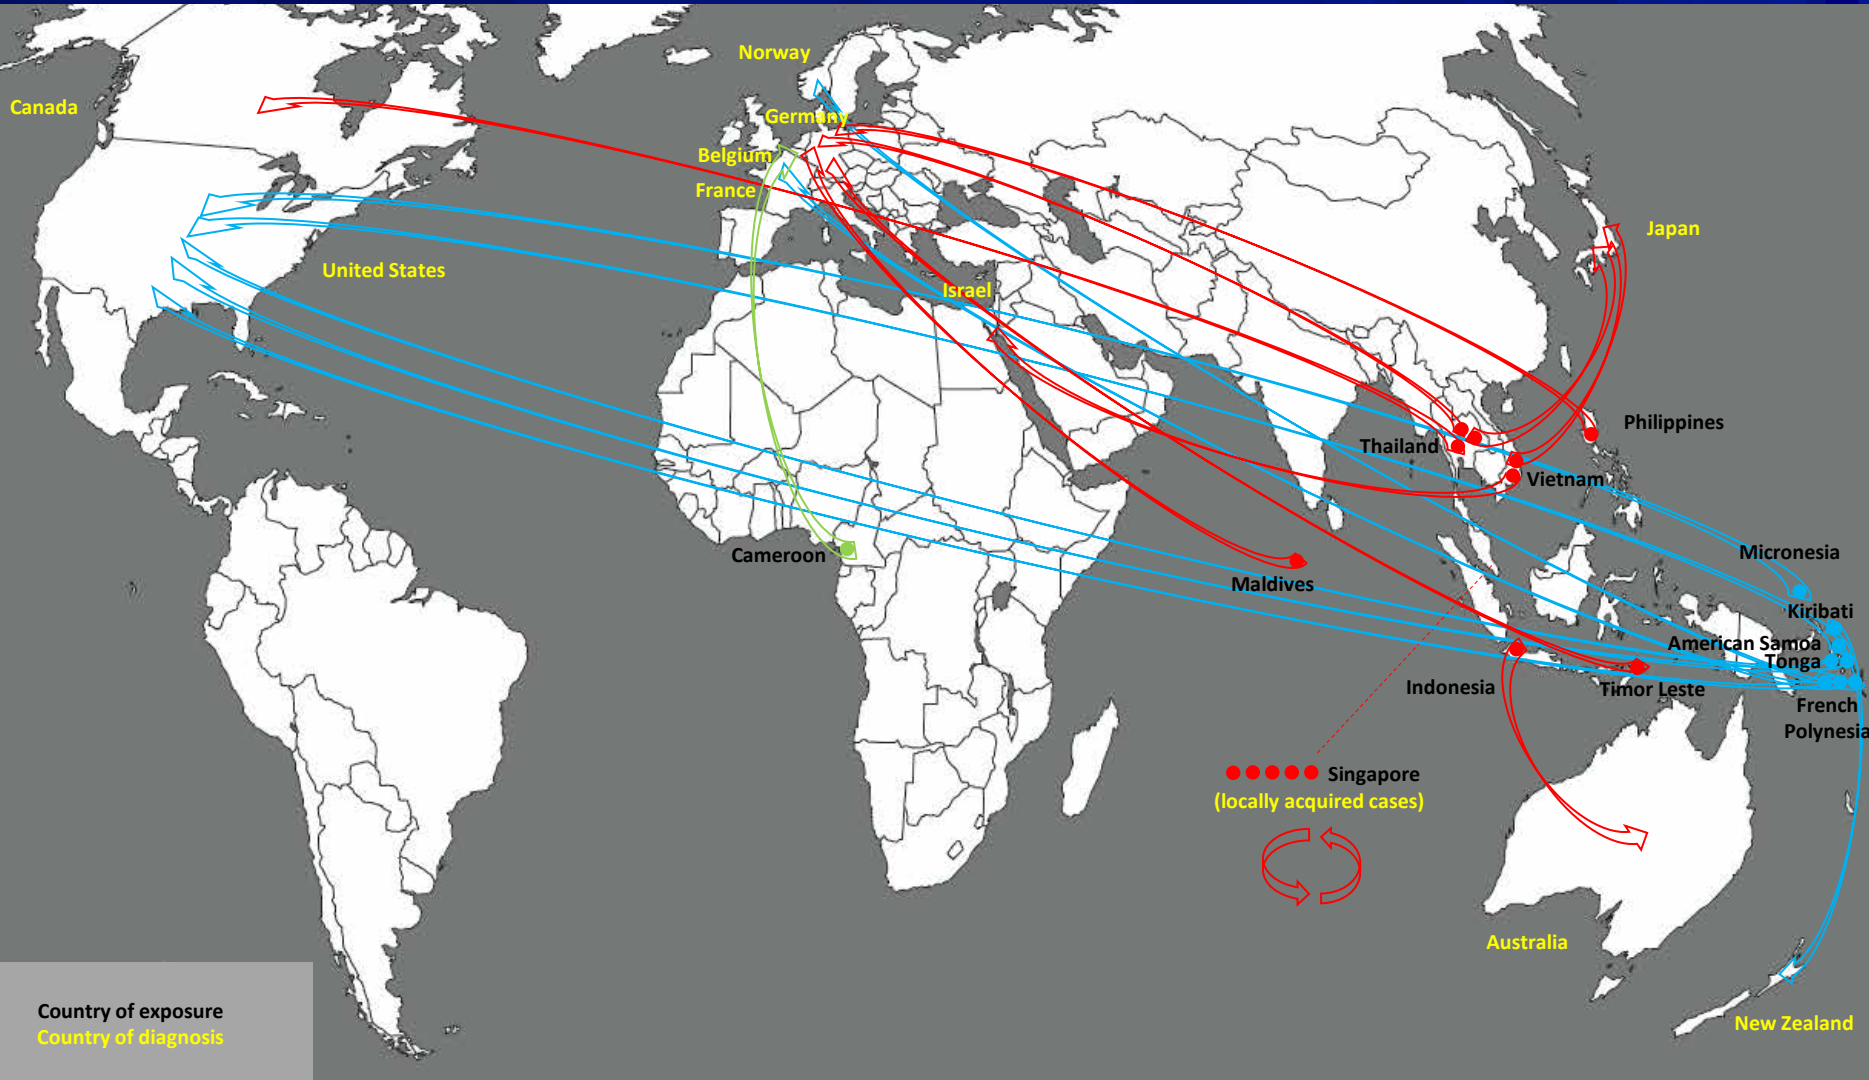 Norway
Canada
Germany
Belgium
France
Japan
United States
Israel
Philippines
Thailand
Vietnam
Cameroon
Micronesia
Maldives
Kiribati
American Samoa
Tonga
Indonesia
Timor Leste
French
Polynesia
Singapore
(locally acquired cases)
Australia
Country of exposure
Country of diagnosis
New Zealand